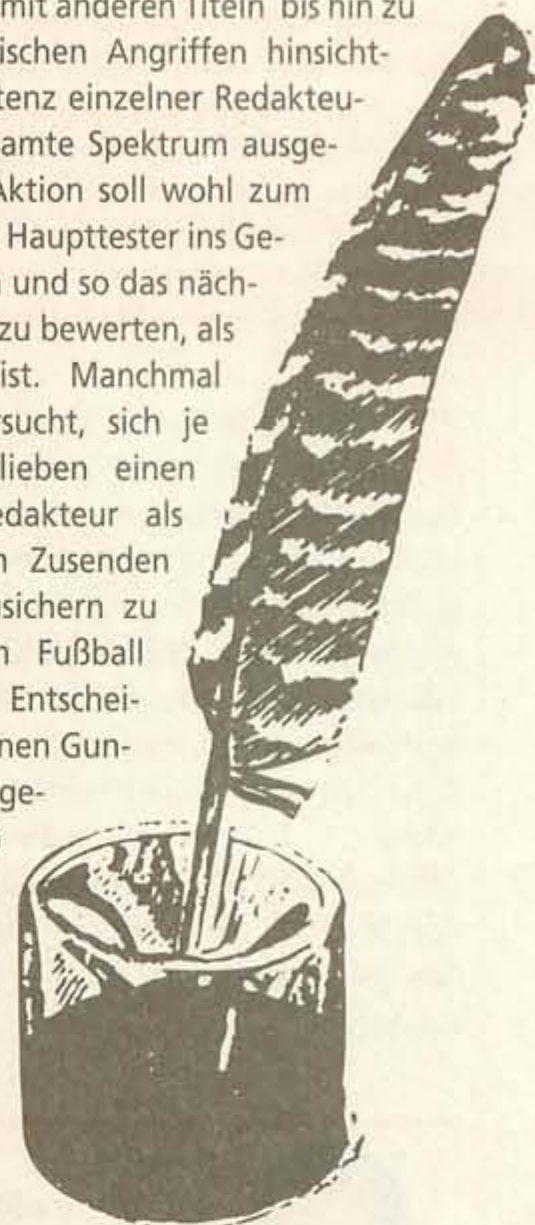 mit anderen Titeln bis hin zu
ischen Angriffen hinsicht-
tenz einzelner Redakteu-
amte Spektrum ausge-
Aktion soll wohl zum
Haupttester ins Ge-
und so das näch-
zu bewerten, als
ist. Manchmal
rsucht, sich je
lieben einen
edakteur als
n Zusenden
sichern zu
n Fußball
Entschei-
nen Gun-
ge-